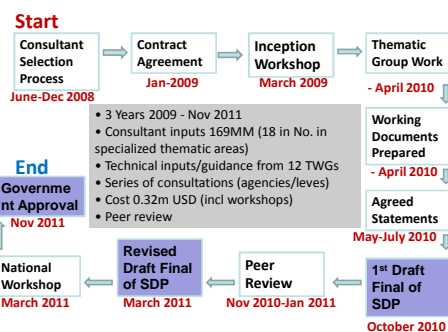 Start
Consultant
Selection
Process
June-Dec 2008
Contract
Agreement
Jan-2009
Inception
Workshop
March 2009
Thematic
Group Work
- April 2010
Working
Documents
Prepared
- April 2010
Agreed
Statements
May-July 2010
1st Draft
Final of
SDP
October 2010
Peer
Review
Nov 2010-Jan 2011
Revised
Draft Final
of SDP
March 2011
National
Workshop
March 2011
End
Governme
nt Approval
Nov 2011
• 3 Years 2009 - Nov 2011
• Consultant inputs 169MM (18 in No. in
specialized thematic areas)
• Technical inputs/guidance from 12 TWGs
• Series of consultations (agencies/leves)
• Cost 0.32m USD (incl workshops)
• Peer review